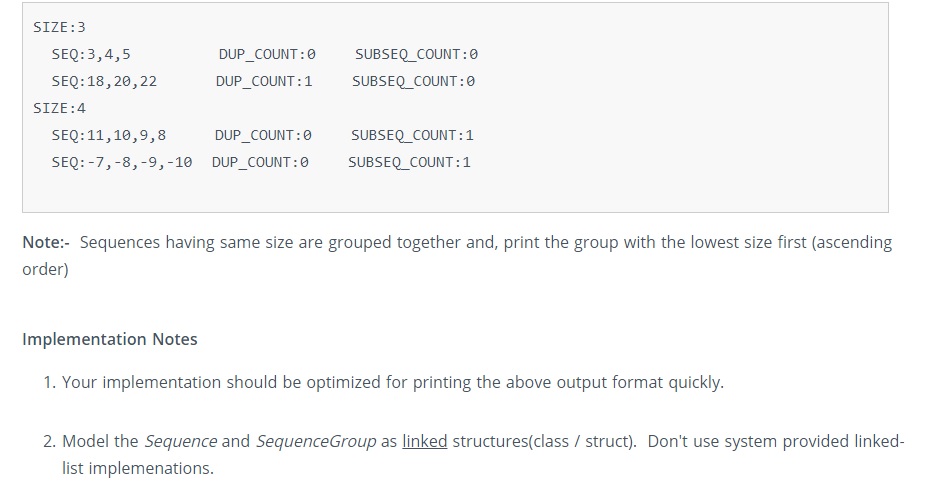 SIZE:3
SEQ:3,4,5 DUP_COUNT:0 SUBSEQ_COUNT:0
SEQ:18,20,22 DUP_COUNT:1 SUBSEQ_COUNT:0
SIZE:4
SEQ:11,10,9,8 DUP_COUNT:0 SUBSEQ_COUNT:1
SEQ:-7,-8,-9,-10 DUP_COUNT:0 SUBSEQ_COUNT:1
Note:- Sequences having same size are grouped together and, print the group with the lowest size first (ascending
order)
Implementation Notes
1. Your implementation should be optimized for printing the above output format quickly.
2. Model the Sequence and SequenceGroup as linked structures(class / struct). Don't use system provided linked-
list implemenations.